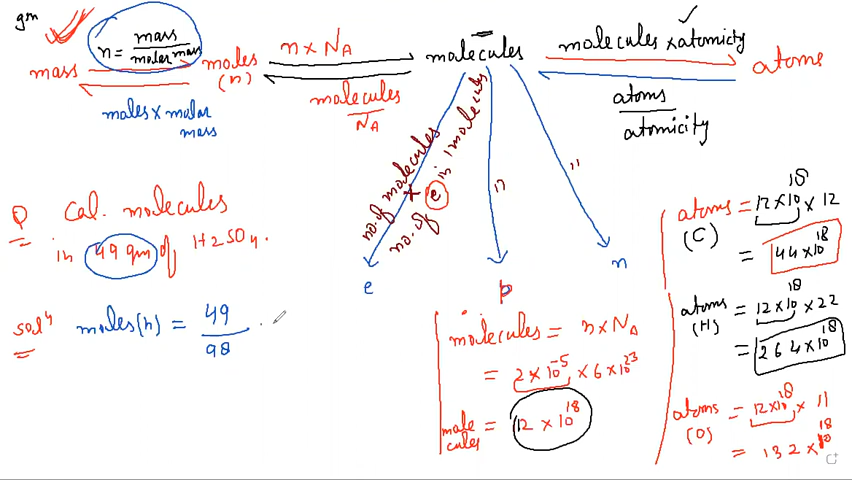 gm
n = mass / molar mass
mass
moles (n)
n × NA
molecules
molecules × atomicity
atoms
moles × molar mass
molecules / NA
atoms / atomicity
no. of molecules × no. of e in 1 molecules
"
"
e
p
n
Q Cal. molecules
in 49 gm of H2SO4.
sol^n moles(n) = 49 / 98 .
molecules = n × NA
= 2 × 10^-5 × 6 × 10^23
molecules = 12 × 10^18
atoms (C) = 12 × 10^18 × 12
= 44 × 10^18
atoms (H) = 12 × 10^18 × 22
= 264 × 10^18
atoms (O) = 12 × 10^18 × 11
= 132 × 10^18